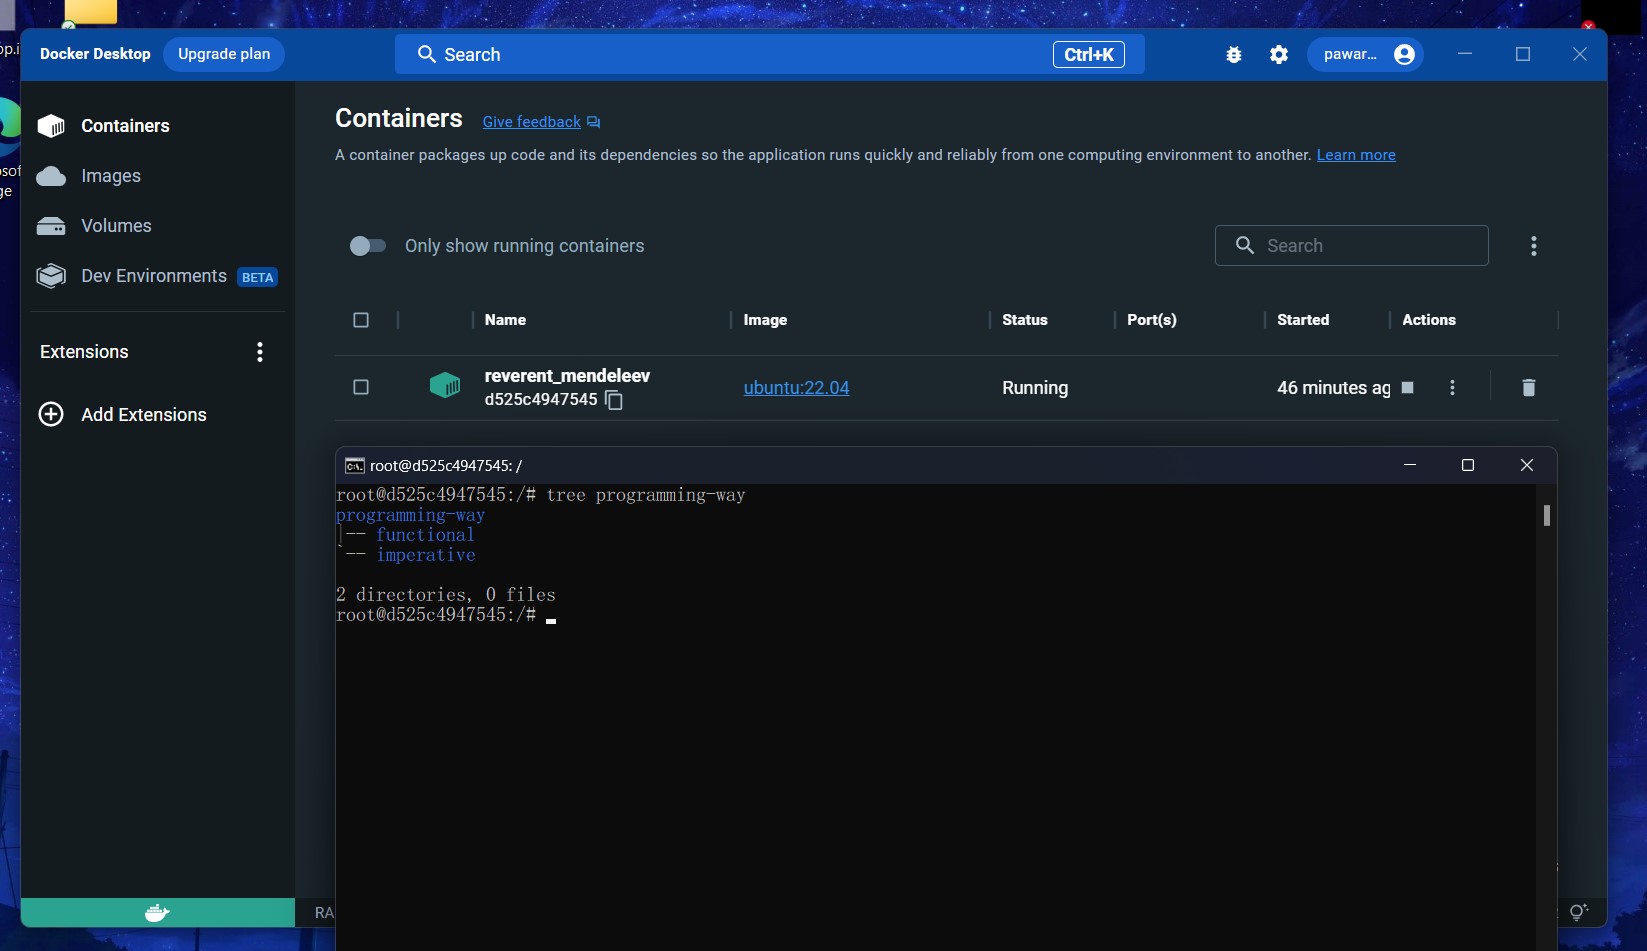 op.i
osof
ge
Docker Desktop
Upgrade plan
Search
Ctrl+K
pawar...
Containers
Images
Volumes
Dev Environments BETA
Extensions
Add Extensions
Containers
Give feedback
A container packages up code and its dependencies so the application runs quickly and reliably from one computing environment to another. Learn more
Only show running containers
Search
Name Image Status Port(s) Started Actions
reverent_mendeleev
d525c4947545
ubuntu:22.04
Running
46 minutes ag
root@d525c4947545: /
root@d525c4947545:/# tree programming-way
programming-way
|-- functional
`-- imperative
2 directories, 0 files
root@d525c4947545:/#
RA